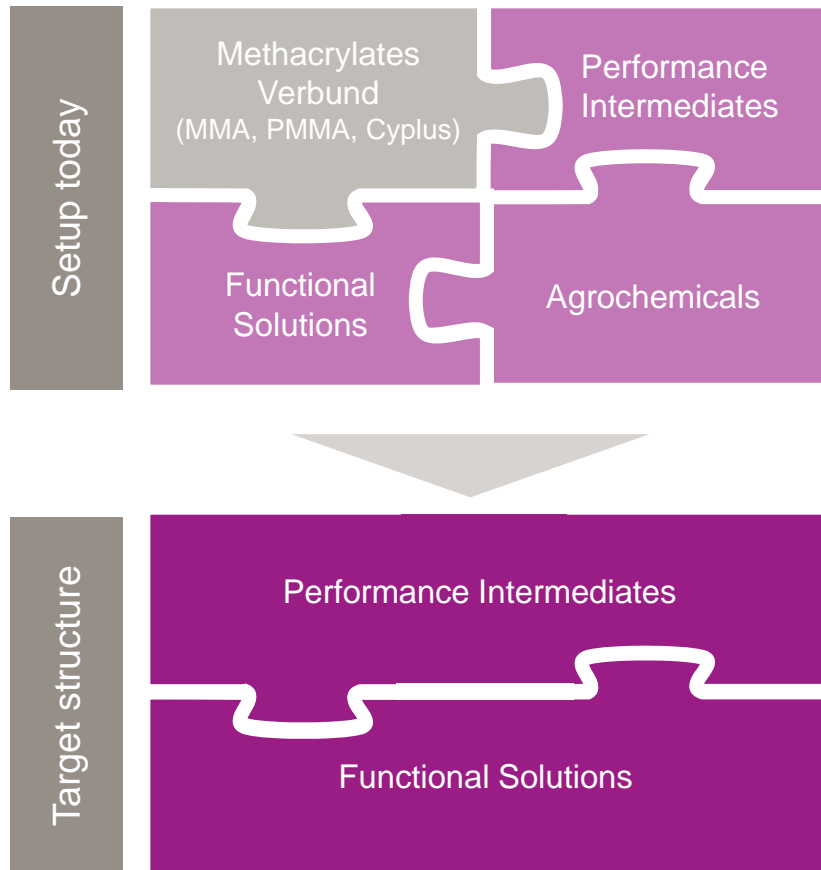 Setup today
Methacrylates
Verbund
(MMA, PMMA, Cyplus)
Performance
Intermediates
Functional
Solutions
Agrochemicals
Target structure
Performance Intermediates
Functional Solutions